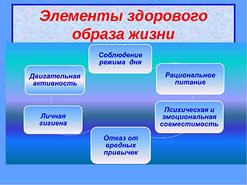 Элементы здорового
образа жизни
Соблюдение
режима дня
Рациональное
питание
Психическая и
эмоциональная
совместимость
Отказ от
вредных
привычек
Личная
гигиена
Двигательная
активность